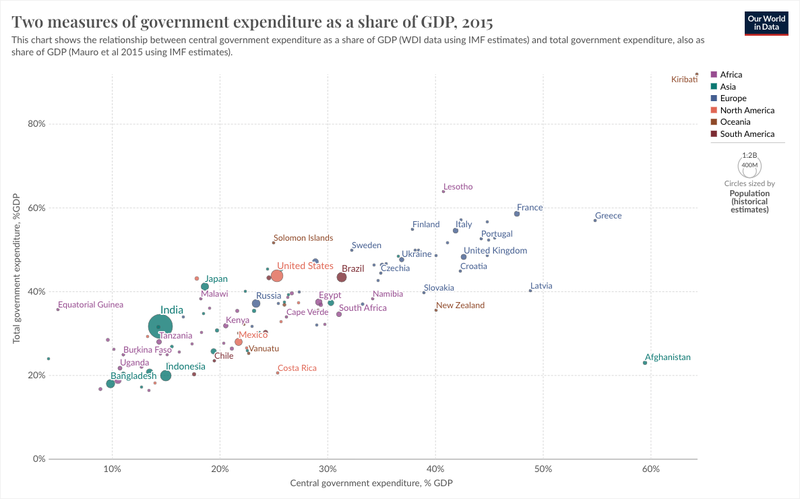 Two measures of government expenditure as a share of GDP, 2015
Our World
in Data
This chart shows the relationship between central government expenditure as a share of GDP (WDI data using IMF estimates) and total government expenditure, also as
share of GDP (Mauro et al 2015 using IMF estimates).
Kiribati
Africa
Asia
Europe
North America
Oceania
South America
1:2B
400M
Circles sized by
Population
(historical
estimates)
Total government expenditure, %GDP
80%
60%
40%
20%
0%
Lesotho
France
Greece
Finland
Italy
Portugal
Solomon Islands
Sweden
Ukraine
United Kingdom
United States
Brazil
Czechia
Croatia
Japan
Slovakia
Latvia
Malawi
Russia
Egypt
Namibia
Equatorial Guinea
Cape Verde
South Africa
New Zealand
India
Kenya
Tanzania
Mexico
Burkina Faso
Chile
Vanuatu
Uganda
Indonesia
Costa Rica
Bangladesh
Afghanistan
10%
20%
30%
40%
50%
60%
Central government expenditure, % GDP